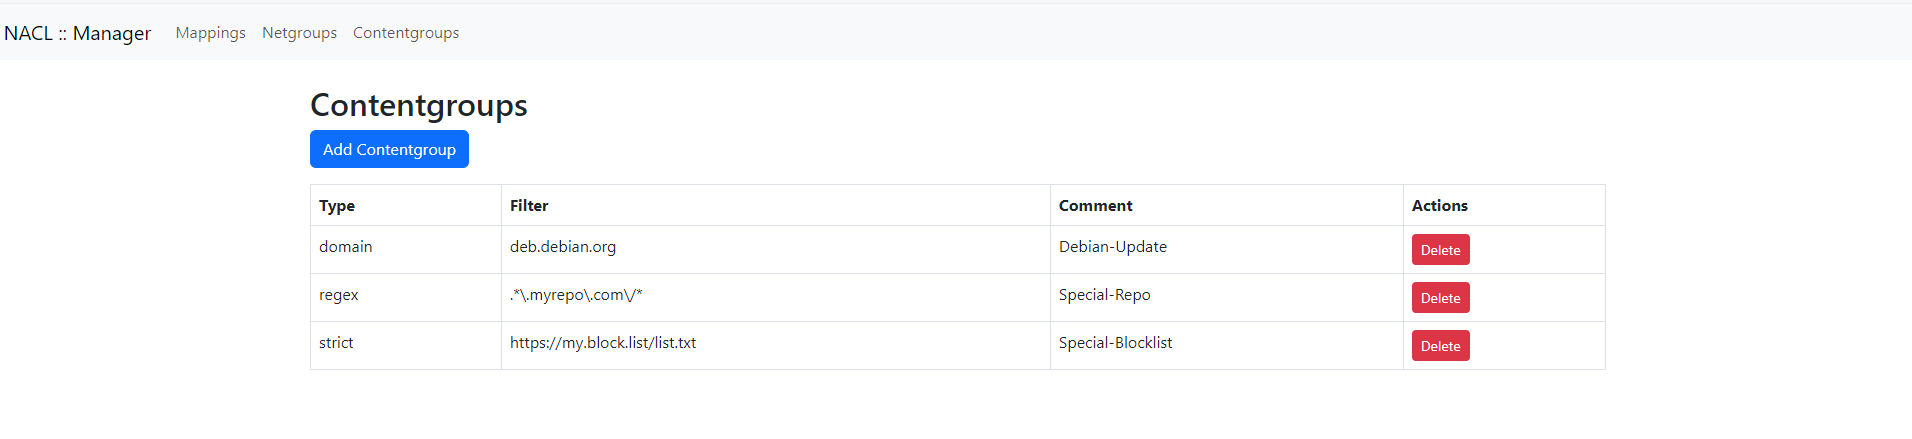 NACL :: Manager Mappings Netgroups Contentgroups
Contentgroups
Add Contentgroup
Type Filter Comment Actions
domain deb.debian.org Debian-Update Delete
regex .*\.myrepo\.com\/* Special-Repo Delete
strict https://my.block.list/list.txt Special-Blocklist Delete